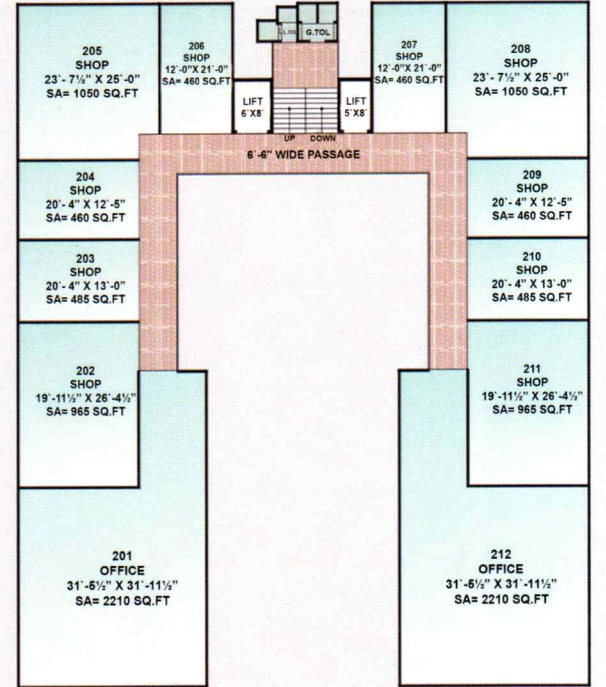 205
SHOP
23`- 7½” X 25`-0”
SA= 1050 SQ.FT
206
SHOP
12`-0”X 21`-0”
SA= 460 SQ.FT
G.TOL
207
SHOP
12`-0”X 21`-0”
SA= 460 SQ.FT
208
SHOP
23`- 7½” X 25`-0”
SA= 1050 SQ.FT
LIFT
6`X8`
LIFT
5`X8`
UP DOWN
6`-6” WIDE PASSAGE
204
SHOP
20`- 4” X 12`-5”
SA= 460 SQ.FT
209
SHOP
20`- 4” X 12`-5”
SA= 460 SQ.FT
203
SHOP
20`- 4” X 13`-0”
SA= 485 SQ.FT
210
SHOP
20`- 4” X 13`-0”
SA= 485 SQ.FT
202
SHOP
19`-11½” X 26`-4½”
SA= 965 SQ.FT
211
SHOP
19`-11½” X 26`-4½”
SA= 965 SQ.FT
201
OFFICE
31`-5½” X 31`-11½”
SA= 2210 SQ.FT
212
OFFICE
31`-5½” X 31`-11½”
SA= 2210 SQ.FT